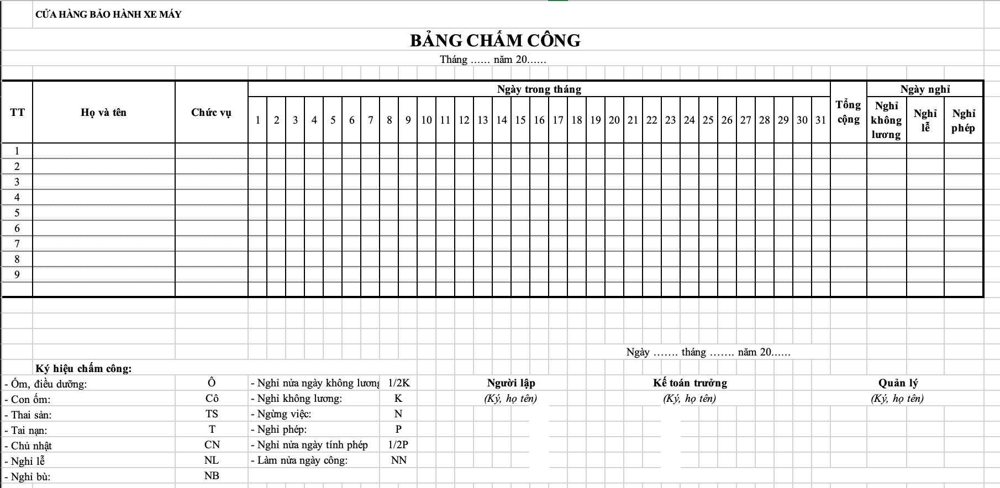 CỬA HÀNG BẢO HÀNH XE MÁY
BẢNG CHẤM CÔNG
Tháng ...... năm 20......
TT Họ và tên Chức vụ Ngày trong tháng Tổng cộng Ngày nghỉ
1 2 3 4 5 6 7 8 9 10 11 12 13 14 15 16 17 18 19 20 21 22 23 24 25 26 27 28 29 30 31 Nghỉ không lương Nghỉ lễ Nghỉ phép
1
2
3
4
5
6
7
8
9
Ngày ....... tháng ....... năm 20......
Ký hiệu chấm công:
- Ốm, điều dưỡng: Ô - Nghỉ nửa ngày không lương 1/2K Người lập Kế toán trưởng Quản lý
- Con ốm: Cô - Nghỉ không lương: K (Ký, họ tên) (Ký, họ tên) (Ký, họ tên)
- Thai sản: TS - Ngừng việc: N
- Tai nạn: T - Nghỉ phép: P
- Chủ nhật CN - Nghỉ nửa ngày tính phép 1/2P
- Nghỉ lễ NL - Làm nửa ngày công: NN
- Nghỉ bù: NB